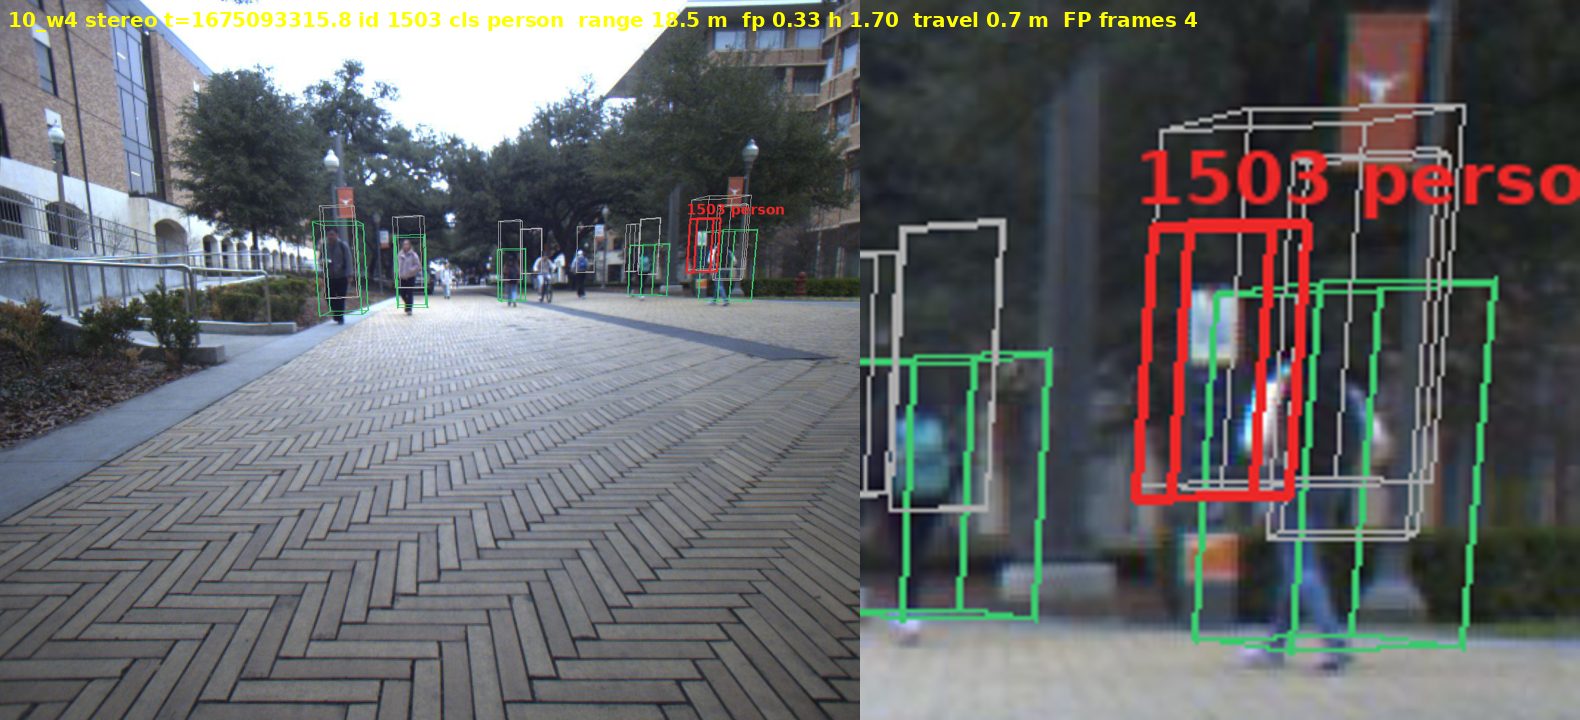 10_w4 stereo t=1675093315.8 id 1503 cls person range 18.5 m fp 0.33 h 1.70 travel 0.7 m FP frames 4
1503 person
1503 perso